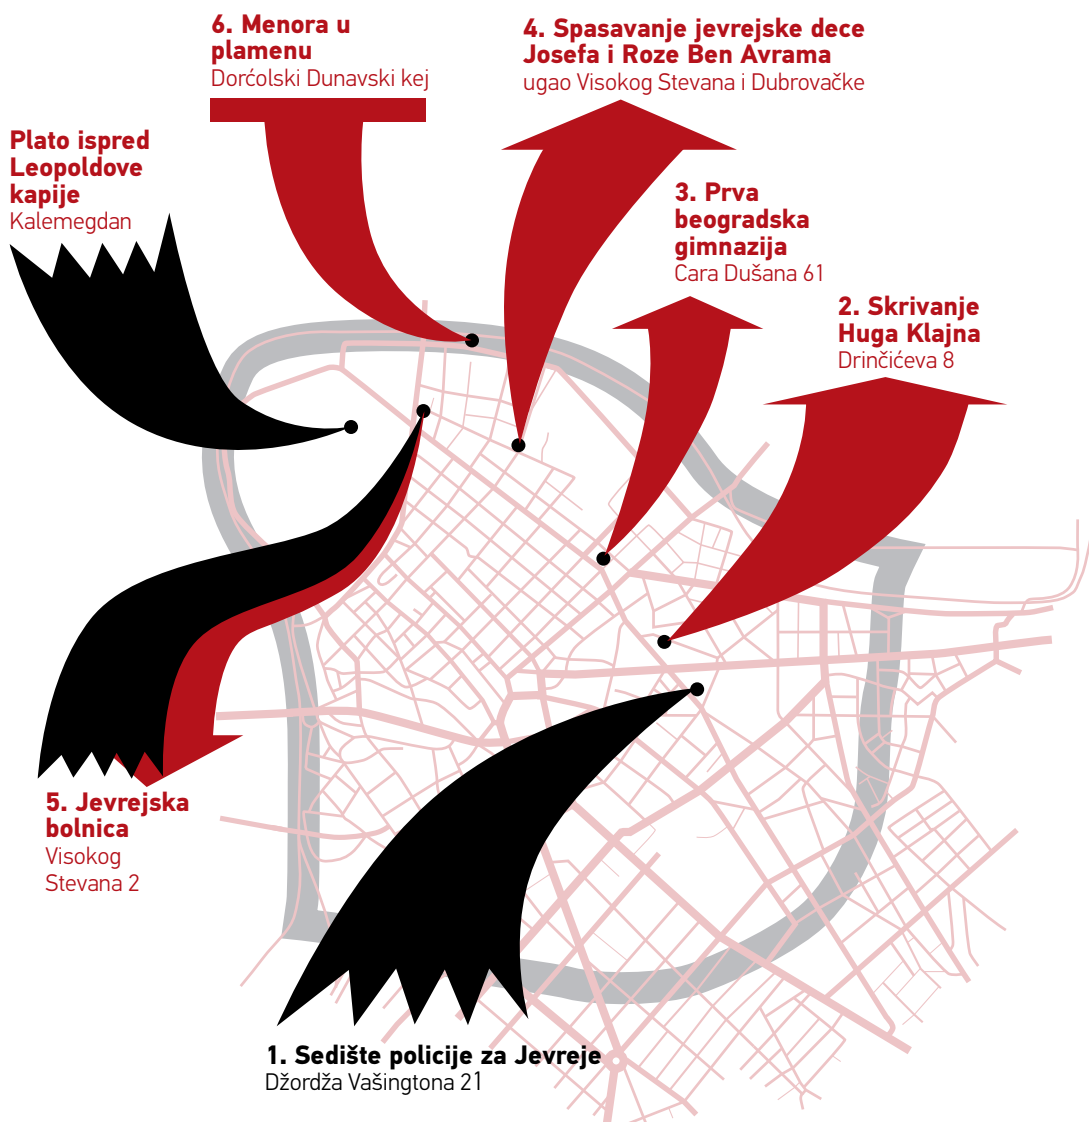 6. Menora u
plamenu
Dorćolski Dunavski kej
4. Spasavanje jevrejske dece
Josefa i Roze Ben Avrama
ugao Visokog Stevana i Dubrovačke
Plato ispred
Leopoldove
kapije
Kalemegdan
3. Prva
beogradska
gimnazija
Cara Dušana 61
2. Skrivanje
Huga Klajna
Drinčićeva 8
5. Jevrejska
bolnica
Visokog
Stevana 2
1. Sedište policije za Jevreje
Džordža Vašingtona 21